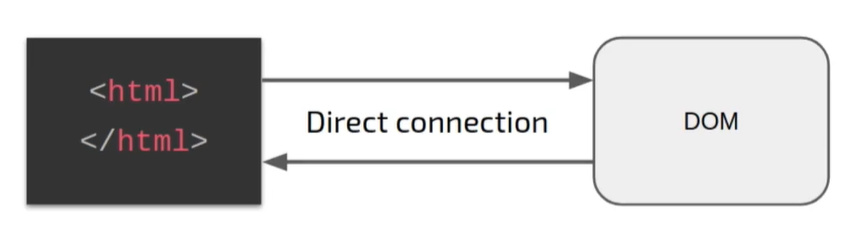 <html>
</html>
Direct connection
DOM